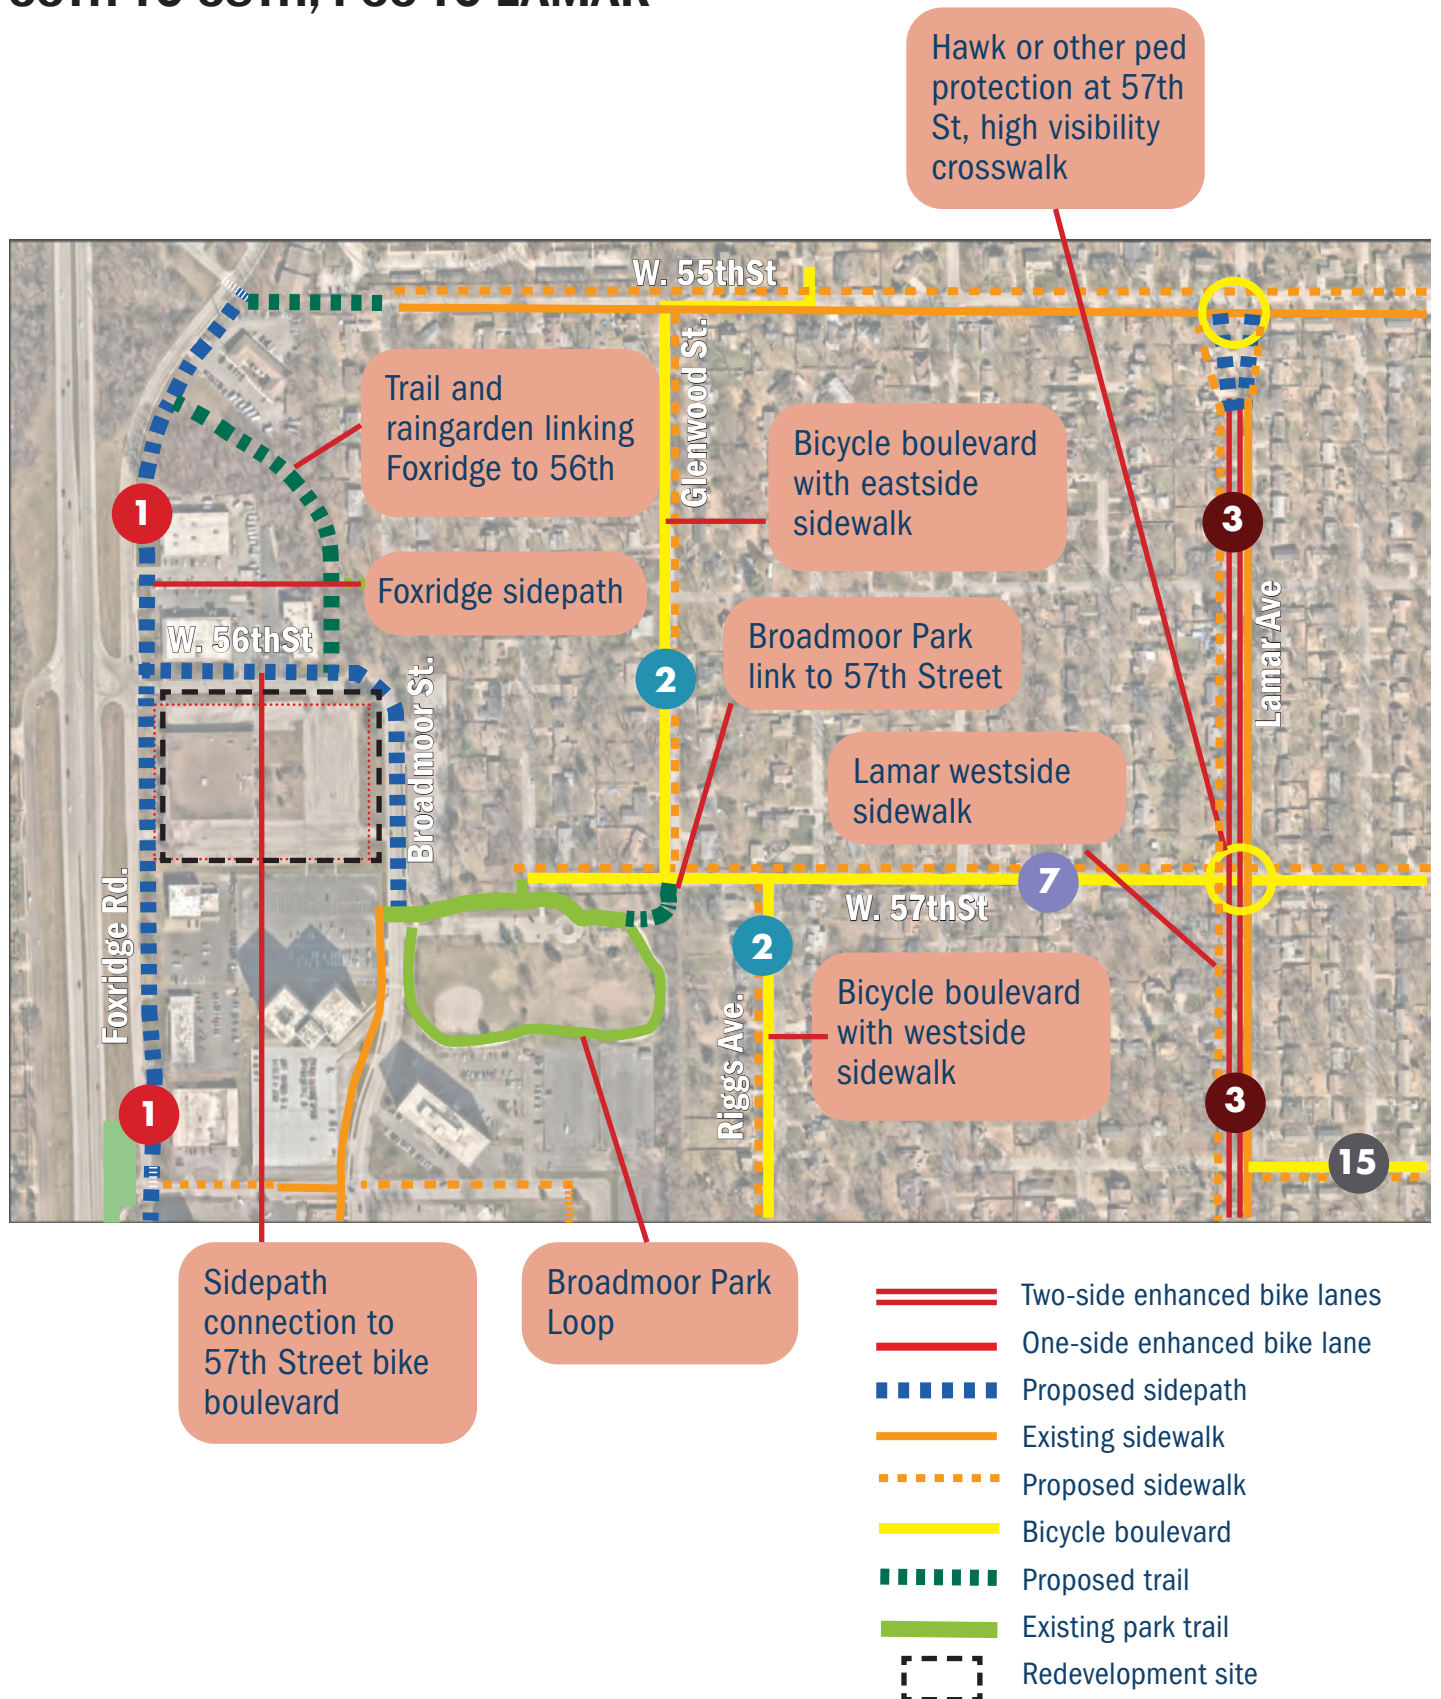 Hawk or other ped
protection at 57th
St, high visibility
crosswalk
W. 55thSt
Glenwood St.
Trail and
raingarden linking
Foxridge to 56th
Bicycle boulevard
with eastside
sidewalk
1
3
Foxridge sidepath
Lamar Ave
W. 56thSt
Broadmoor Park
link to 57th Street
2
Broadmoor St.
Lamar westside
sidewalk
7
W. 57thSt
Foxridge Rd.
2
Bicycle boulevard
with westside
sidewalk
Riggs Ave.
1
3
15
Sidepath
connection to
57th Street bike
boulevard
Broadmoor Park
Loop
Two-side enhanced bike lanes
One-side enhanced bike lane
Proposed sidepath
Existing sidewalk
Proposed sidewalk
Bicycle boulevard
Proposed trail
Existing park trail
Redevelopment site